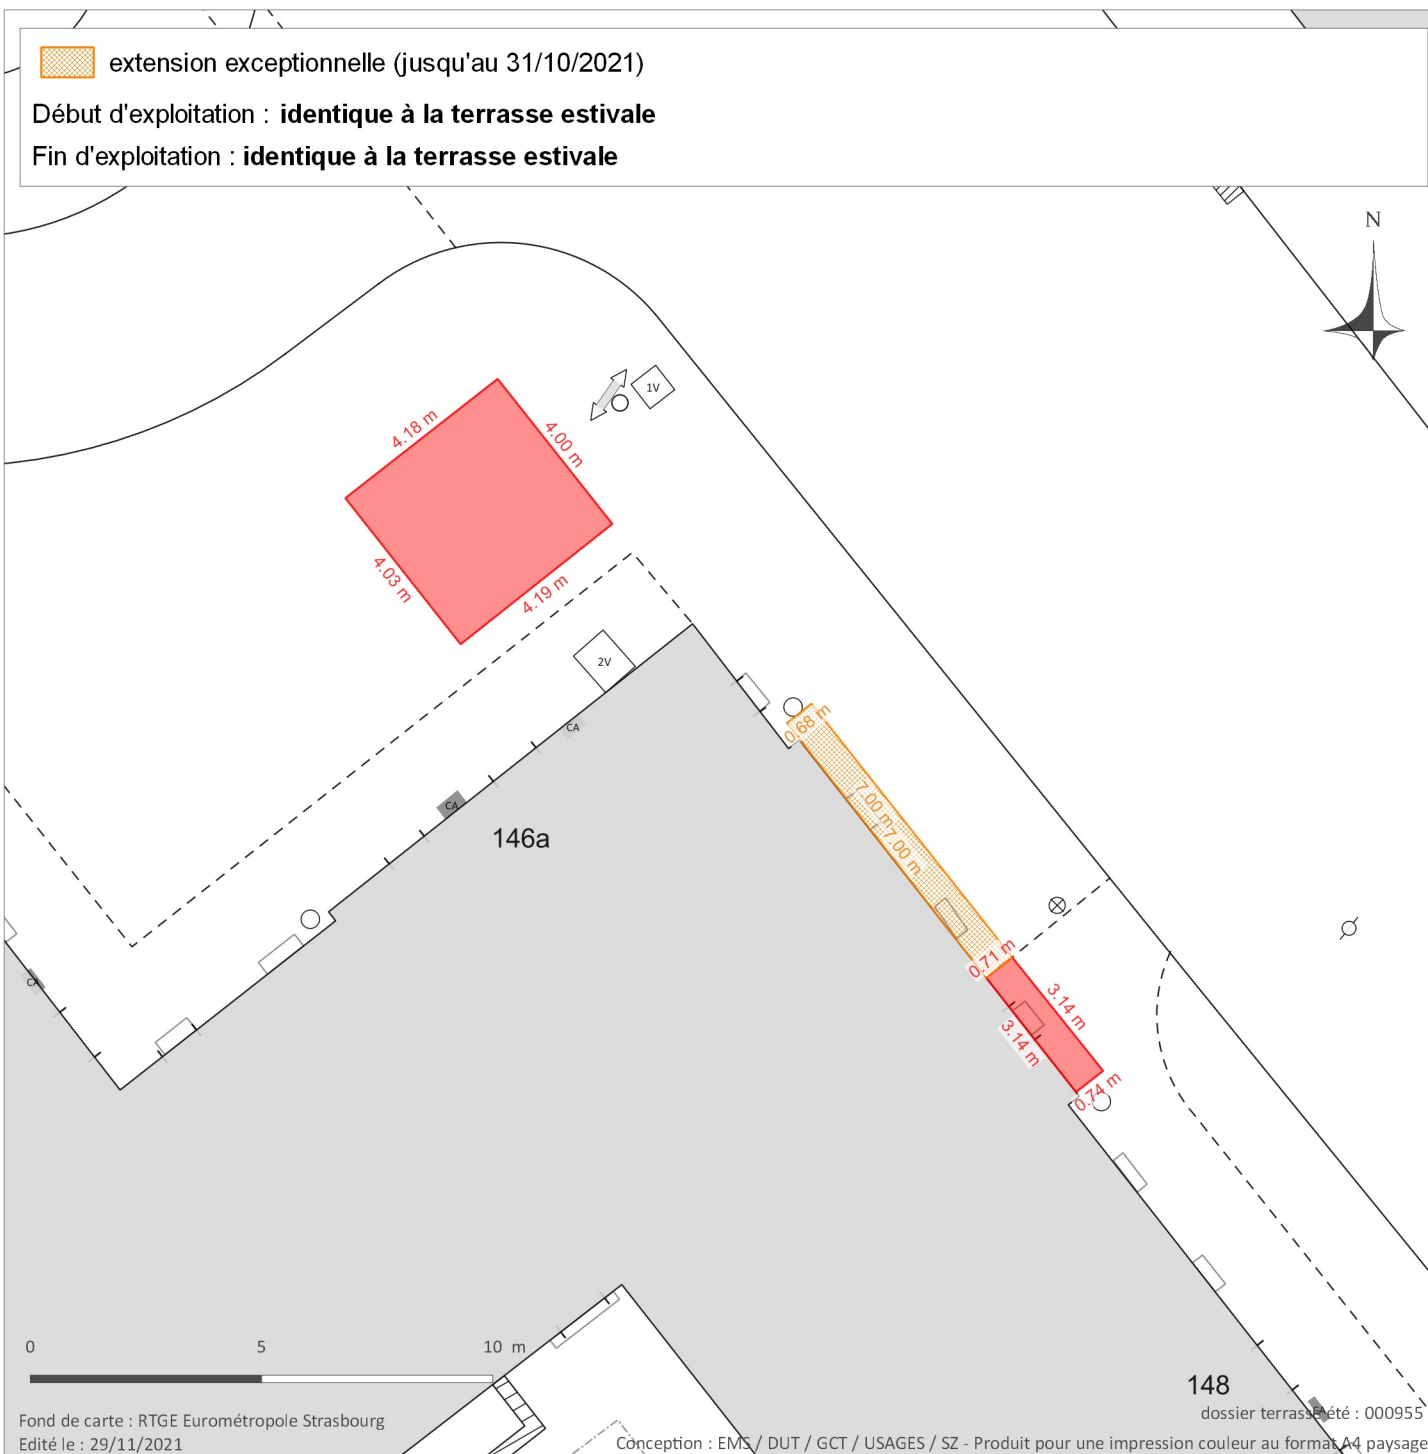 extension exceptionnelle (jusqu'au 31/10/2021)
Début d'exploitation : identique à la terrasse estivale
Fin d'exploitation : identique à la terrasse estivale
N
1V
4.18 m
4.00 m
4.03 m
4.19 m
2V
CA
0.68 m
CA
7.00 m
7.00 m
146a
0.71 m
CA
3.14 m
3.14 m
0.74 m
0 5 10 m
148
dossier terrasse été : 000955
Fond de carte : RTGE Eurométropole Strasbourg
Edité le : 29/11/2021
Conception : EMS / DUT / GCT / USAGES / SZ - Produit pour une impression couleur au format A4 paysage